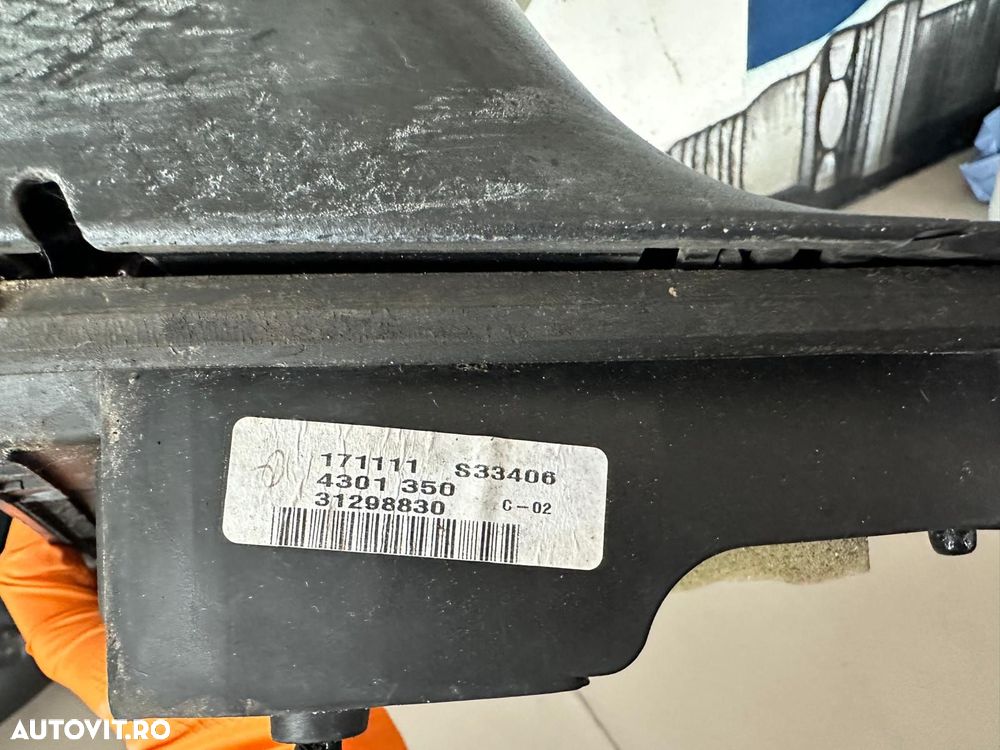 171111 S33406
4301 350
31298830 C-02
AUTOVIT.RO